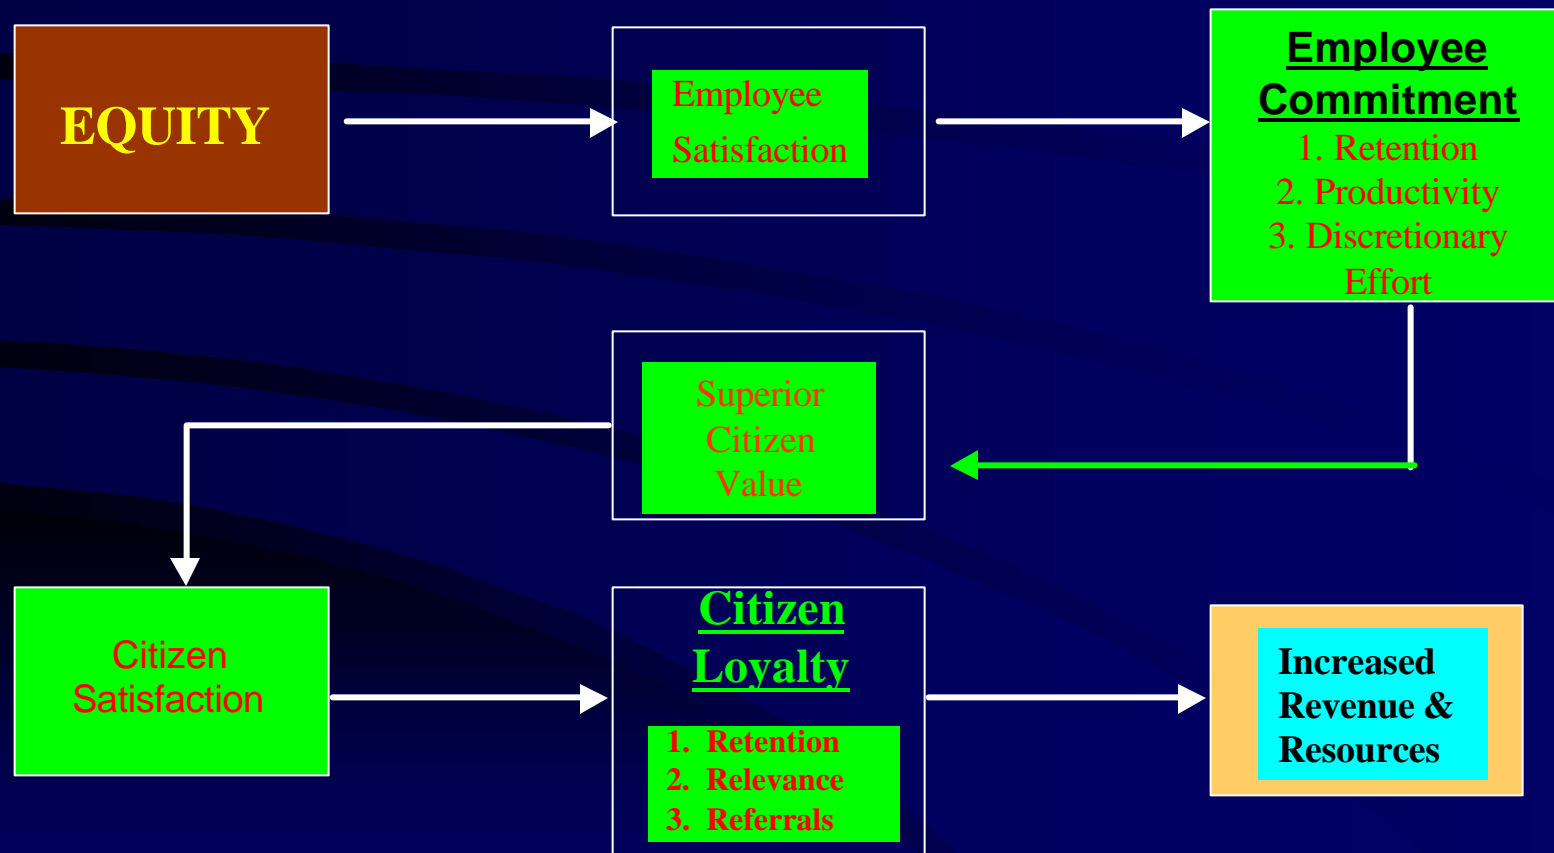 EQUITY
Employee
Satisfaction
Employee
Commitment
1. Retention
2. Productivity
3. Discretionary
Effort
Superior
Citizen
Value
Citizen
Satisfaction
Citizen
Loyalty
1. Retention
2. Relevance
3. Referrals
Increased
Revenue &
Resources